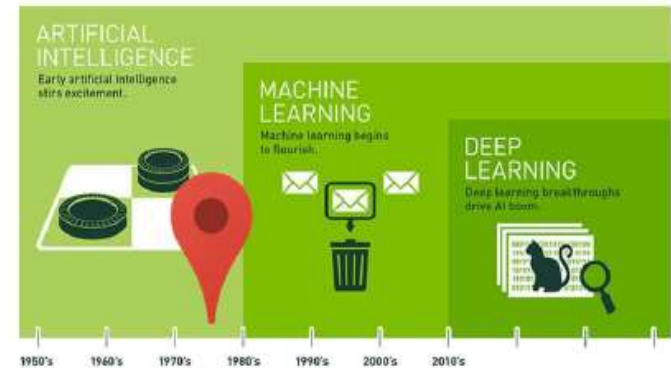 ARTIFICIAL
INTELLIGENCE
Early artificial intelligence
stirs excitement.
MACHINE
LEARNING
Machine learning begins
to flourish.
DEEP
LEARNING
Deep learning breakthroughs
drive AI boom.
1950's 1960's 1970's 1980's 1990's 2000's 2010's